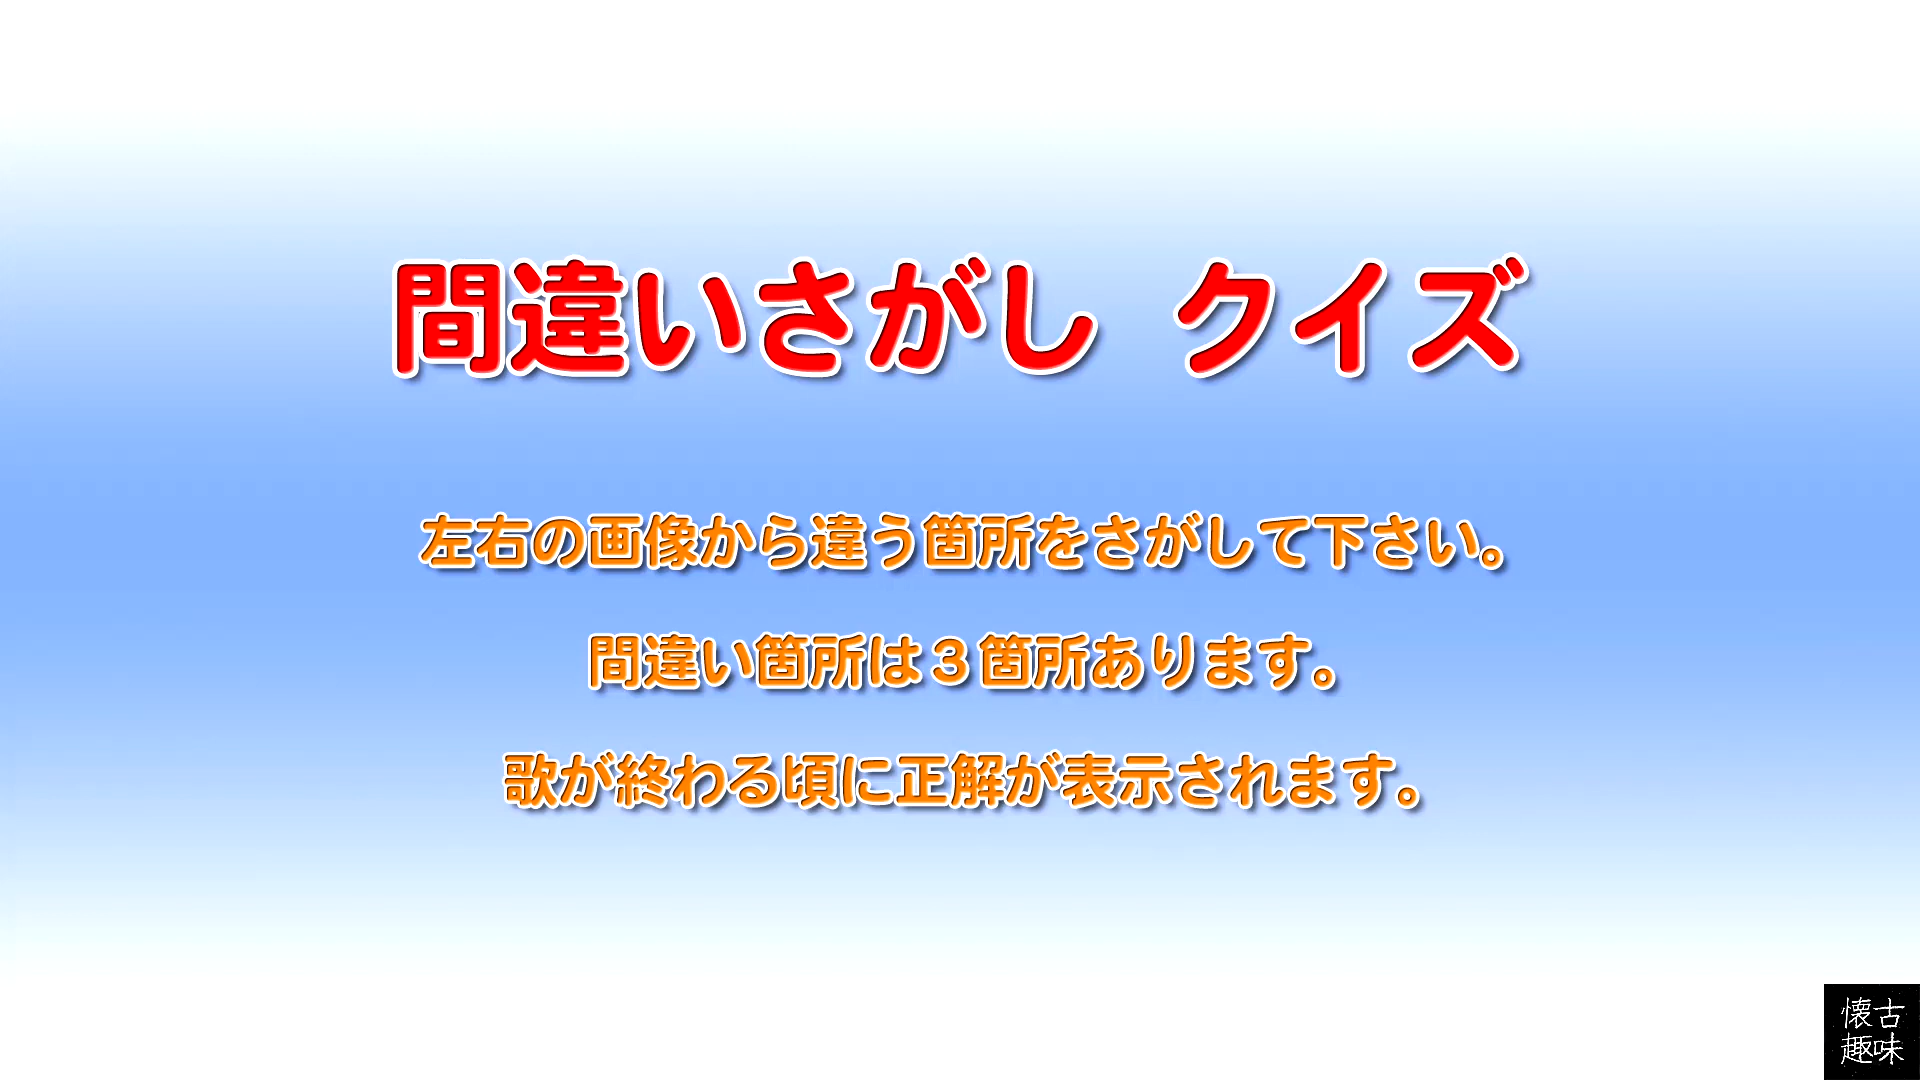 間違いさがし クイズ
左右の画像から違う箇所をさがして下さい。
間違い箇所は３箇所あります。
歌が終わる頃に正解が表示されます。
懐古
趣味